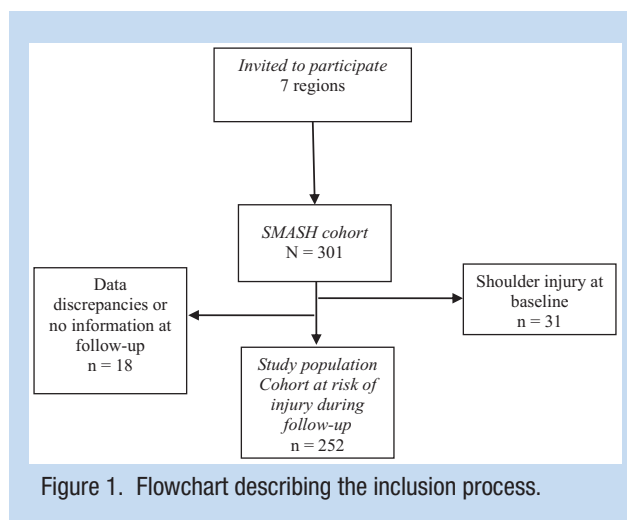 Invited to participate
7 regions
SMASH cohort
N = 301
Data
discrepancies or
no information at
follow-up
n = 18
Shoulder injury at
baseline
n = 31
Study population
Cohort at risk of
injury during
follow-up
n = 252
Figure 1. Flowchart describing the inclusion process.